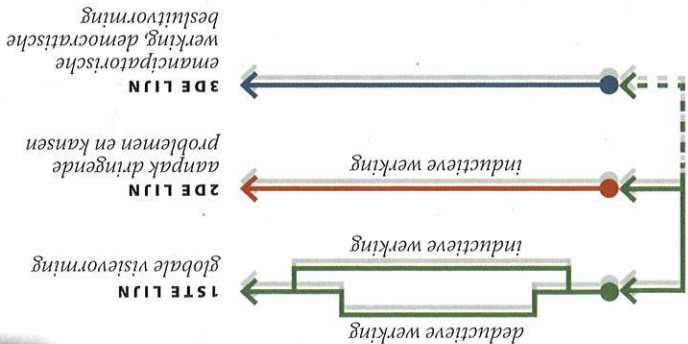 deductieve werking
1STE LIJN
globale visievorming
inductieve werking
2DE LIJN
aanpak dringende
problemen en kansen
inductieve werking
3DE LIJN
emancipatorische
werking, democratische
besluitvorming